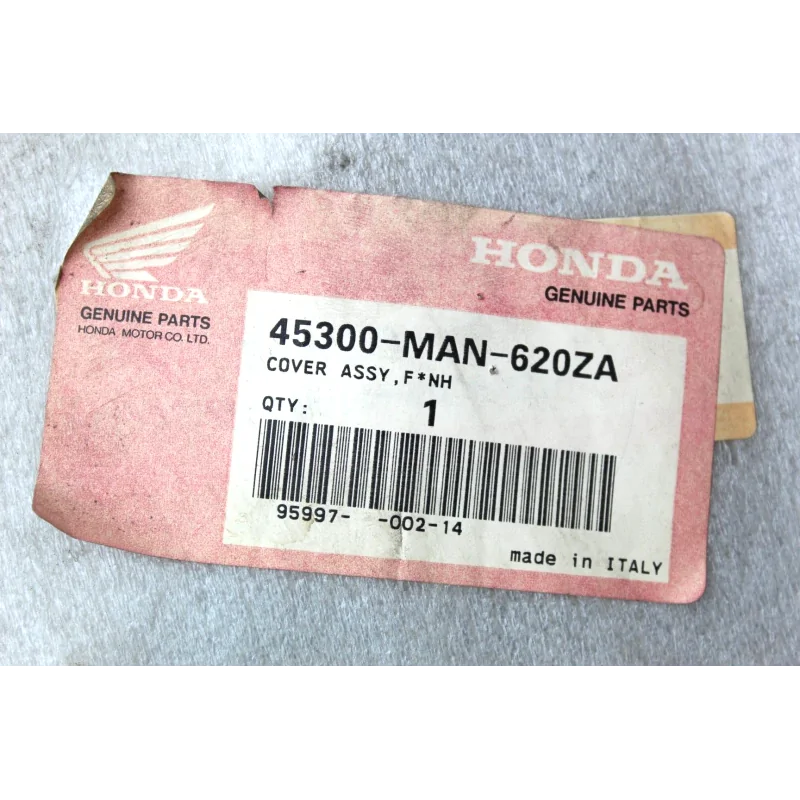 HONDA
GENUINE PARTS
HONDA MOTOR CO. LTD.
HONDA
GENUINE PARTS
45300-MAN-620ZA
COVER ASSY,F*NH
QTY: 1
95997- -002-14
made in ITALY